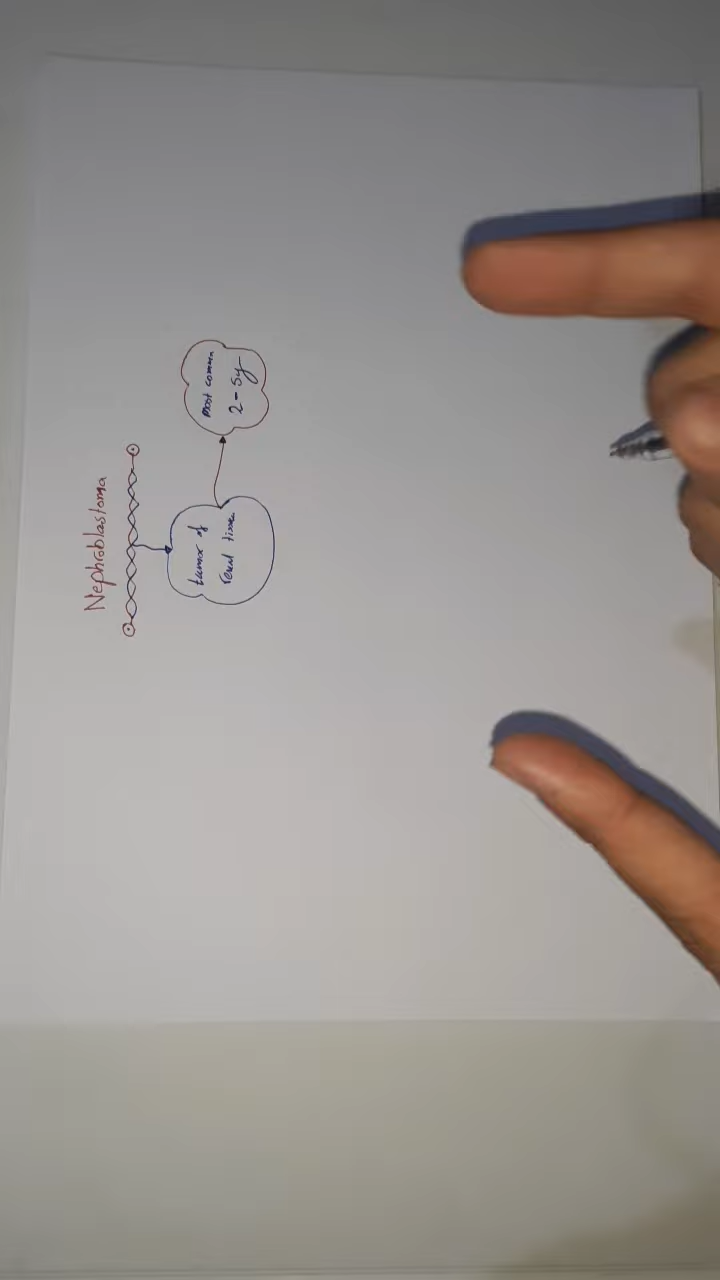 Nephroblastoma
tumor of
renal tissue
most common
2 - 5y